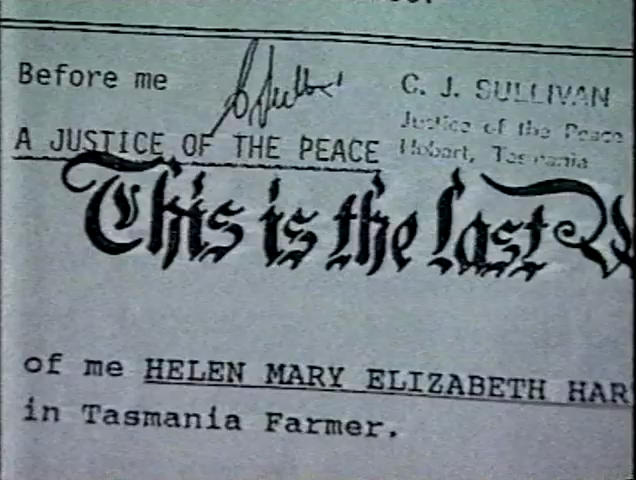 Before me
C. J. SULLIVAN
Justice of the Peace
Hobart, Tasmania
A JUSTICE OF THE PEACE
This is the Last
of me HELEN MARY ELIZABETH HAR
in Tasmania Farmer.